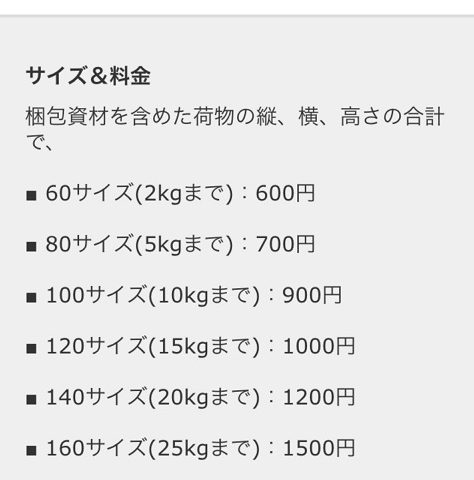 サイズ＆料金
梱包資材を含めた荷物の縦、横、高さの合計
で、
■ 60サイズ(2kgまで)：600円
■ 80サイズ(5kgまで)：700円
■ 100サイズ(10kgまで)：900円
■ 120サイズ(15kgまで)：1000円
■ 140サイズ(20kgまで)：1200円
■ 160サイズ(25kgまで)：1500円